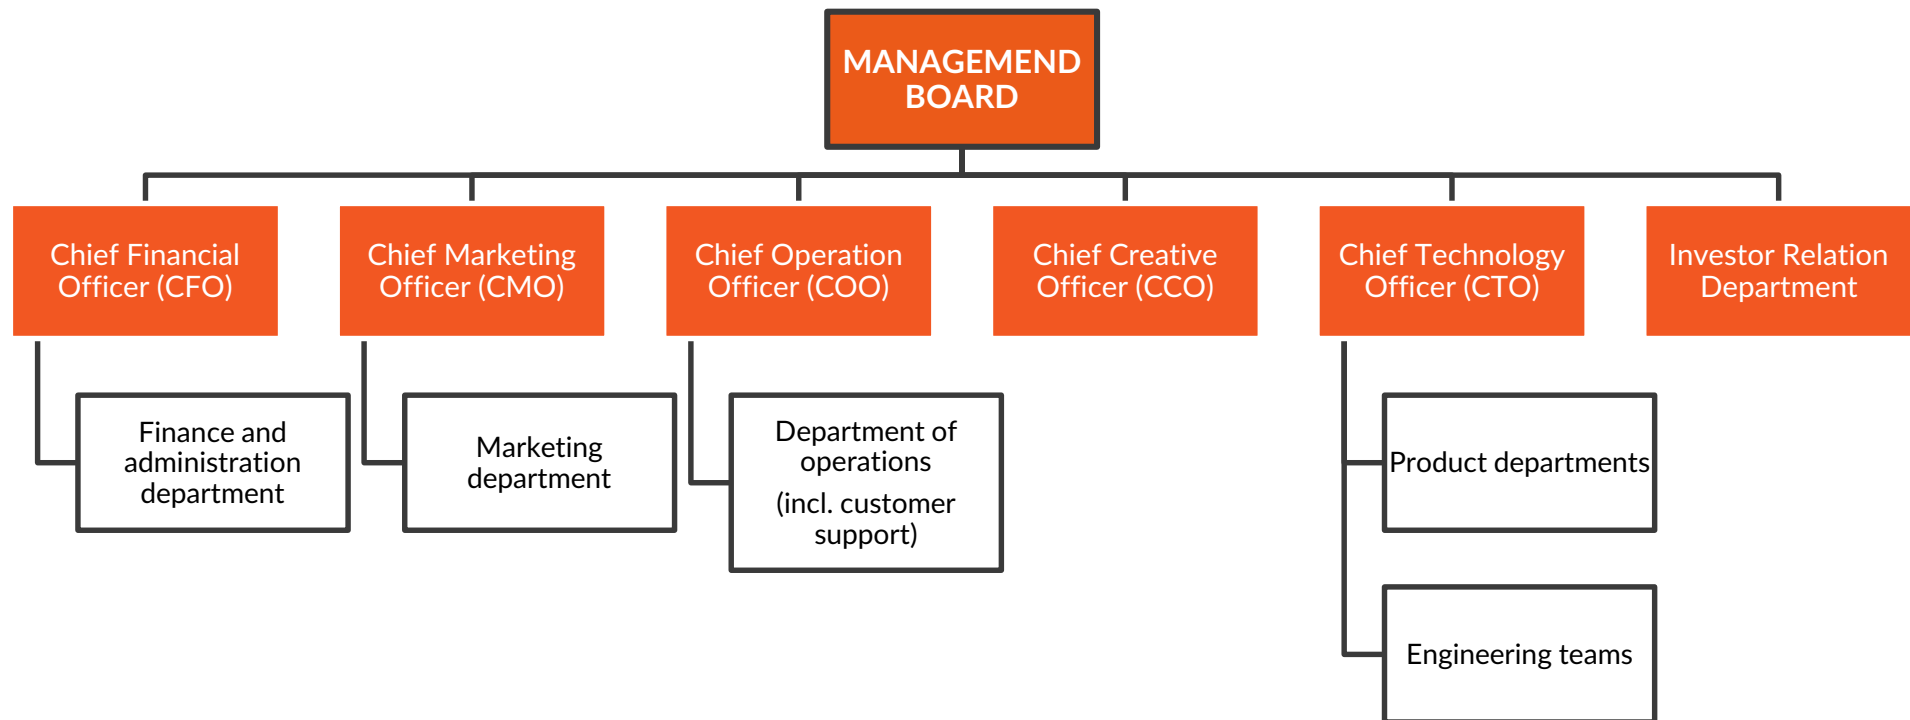 MANAGEMEND
BOARD
Chief Financial
Officer (CFO)
Chief Marketing
Officer (CMO)
Chief Operation
Officer (COO)
Chief Creative
Officer (CCO)
Chief Technology
Officer (CTO)
Investor Relation
Department
Finance and
administration
department
Marketing
department
Department of
operations
(incl. customer
support)
Product departments
Engineering teams